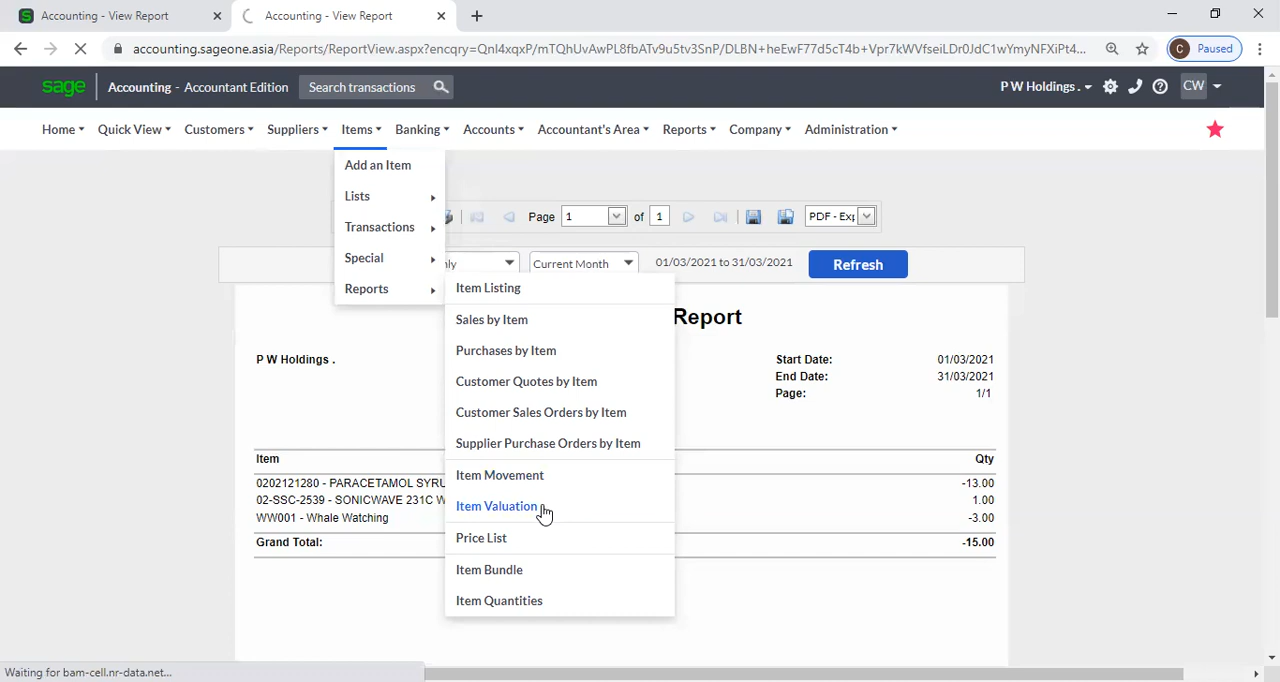 Accounting - View Report
Accounting - View Report
accounting.sageone.asia/Reports/ReportView.aspx?encqry=Qnl4xqxP/mTQhUvAwPL8fbATv9u5tv3SnP/DLBN+heEwF77d5cT4b+Vpr7kWVfseiLDr0JdC1wYmyNFXiPt4...
C Paused
sage Accounting - Accountant Edition Search transactions P W Holdings . CW
Home Quick View Customers Suppliers Items Banking Accounts Accountant's Area Reports Company Administration
Add an Item
Lists
Transactions
Special
Reports
Page 1 of 1 PDF - Exp
Current Month 01/03/2021 to 31/03/2021 Refresh
Item Listing
Sales by Item
Purchases by Item
Customer Quotes by Item
Customer Sales Orders by Item
Supplier Purchase Orders by Item
Item Movement
Item Valuation
Price List
Item Bundle
Item Quantities
Report
P W Holdings .
Start Date: 01/03/2021
End Date: 31/03/2021
Page: 1/1
Item Qty
0202121280 - PARACETAMOL SYRU -13.00
02-SSC-2539 - SONICWAVE 231C W 1.00
WW001 - Whale Watching -3.00
Grand Total: -15.00
Waiting for bam-cell.nr-data.net...